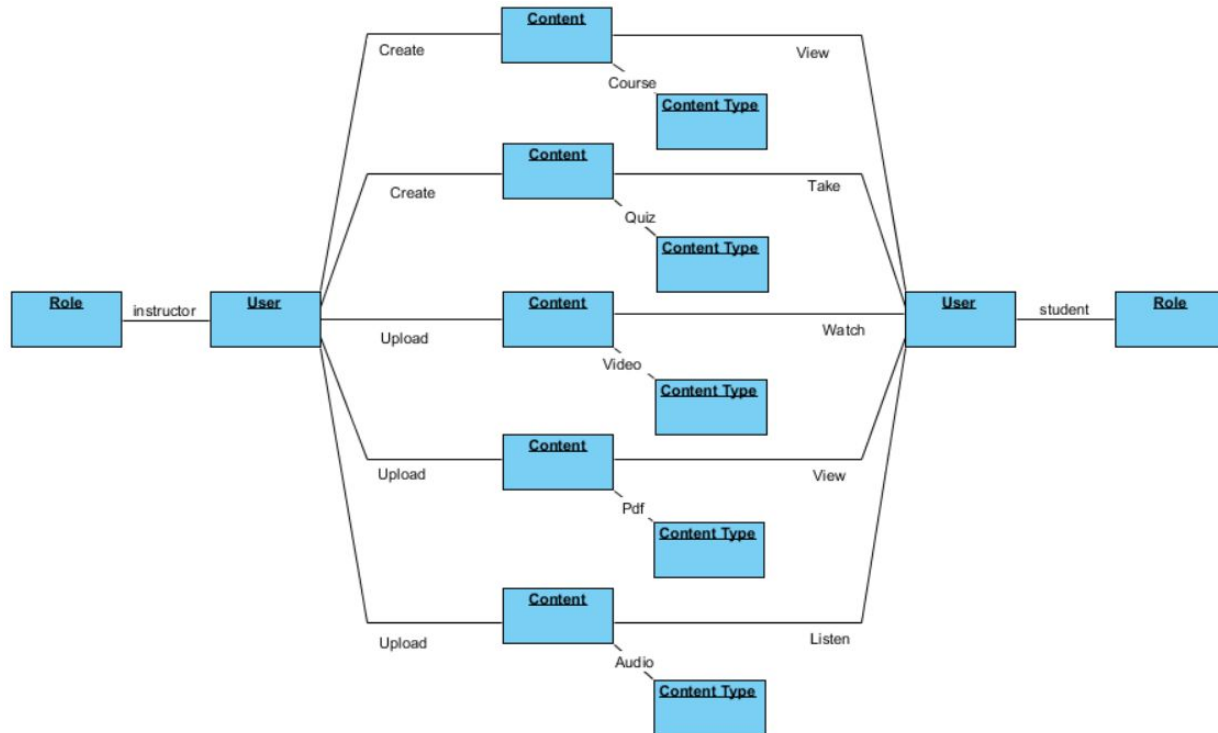 Content
Create
View
Course
Content Type
Content
Create
Take
Quiz
Content Type
Role
instructor
User
Content
User
student
Role
Upload
Watch
Video
Content Type
Content
Upload
View
Pdf
Content Type
Content
Upload
Listen
Audio
Content Type